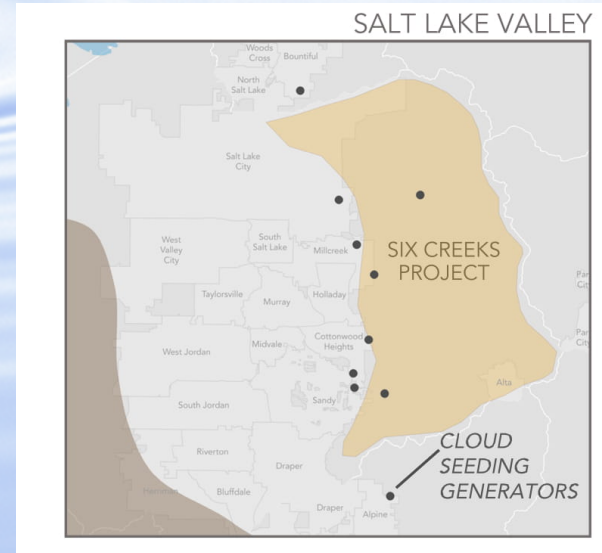 SALT LAKE VALLEY
Woods
Cross
Bountiful
North
Salt Lake
Salt Lake
City
West
Valley
City
South
Salt Lake
Millcreek
SIX CREEKS
PROJECT
Taylorsville
Murray
Holladay
Midvale
Cottonwood
Heights
West Jordan
Alta
Sandy
South Jordan
CLOUD
SEEDING
GENERATORS
Riverton
Draper
Herriman
Bluffdale
Draper
Alpine